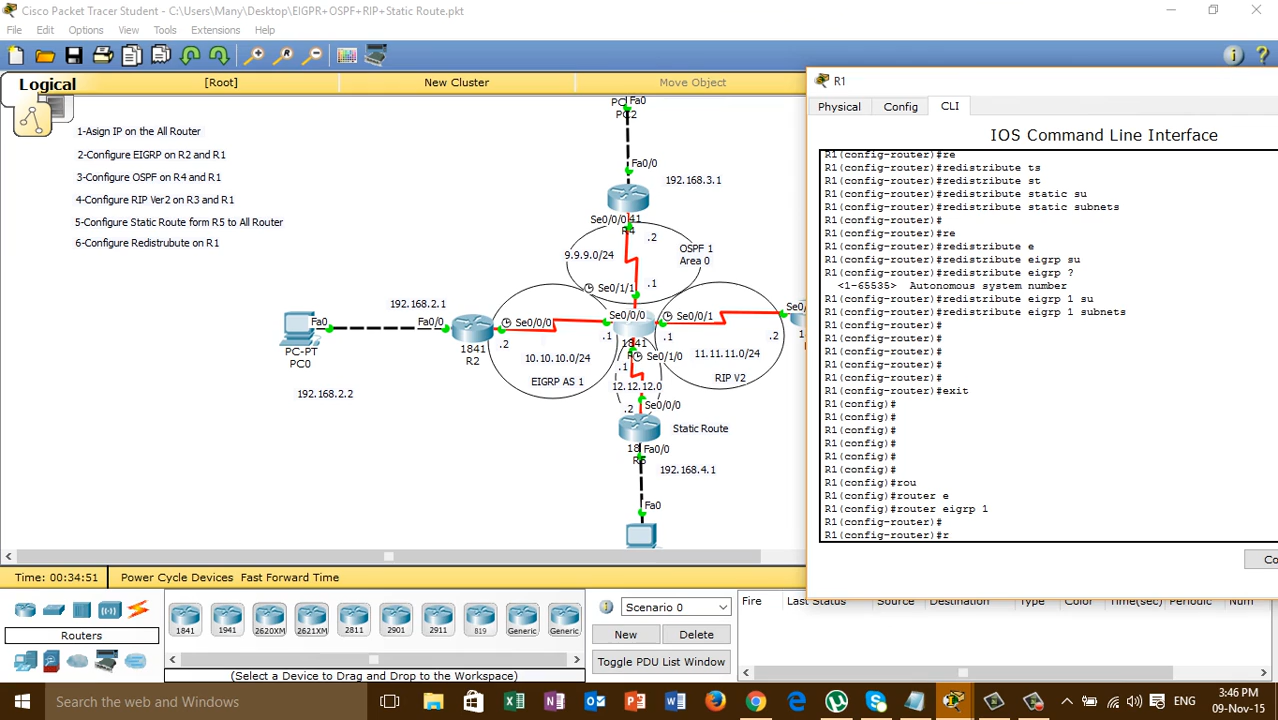 Cisco Packet Tracer Student - C:\Users\Many\Desktop\EIGPR+OSPF+RIP+Static Route.pkt
File Edit Options View Tools Extensions Help
Logical [Root] New Cluster Move Object
1-Asign IP on the All Router
2-Configure EIGRP on R2 and R1
3-Configure OSPF on R4 and R1
4-Configure RIP Ver2 on R3 and R1
5-Configure Static Route form R5 to All Router
6-Configure Redistrubute on R1
Fa0
PC2
Fa0/0
192.168.3.1
Se0/0/0
R4
.2
OSPF 1
Area 0
9.9.9.0/24
.1
Se0/1/1
192.168.2.1
Fa0
Fa0/0
Se0/0/0
Se0/0/0
Se0/0/1
PC-PT
PC0
1841
R2
.2
.1
1841
.1
.2
10.10.10.0/24
EIGRP AS 1
Se0/1/0
11.11.11.0/24
RIP V2
192.168.2.2
.1
12.12.12.0
.2
Se0/0/0
Static Route
Fa0/0
192.168.4.1
Fa0
R1
Physical Config CLI
IOS Command Line Interface
R1(config-router)#re
R1(config-router)#redistribute ts
R1(config-router)#redistribute st
R1(config-router)#redistribute static su
R1(config-router)#redistribute static subnets
R1(config-router)#
R1(config-router)#re
R1(config-router)#redistribute e
R1(config-router)#redistribute eigrp su
R1(config-router)#redistribute eigrp ?
<1-65535> Autonomous system number
R1(config-router)#redistribute eigrp 1 su
R1(config-router)#redistribute eigrp 1 subnets
R1(config-router)#
R1(config-router)#
R1(config-router)#
R1(config-router)#
R1(config-router)#
R1(config-router)#exit
R1(config)#
R1(config)#
R1(config)#
R1(config)#
R1(config)#
R1(config)#
R1(config)#rou
R1(config)#router e
R1(config)#router eigrp 1
R1(config-router)#
R1(config-router)#r
Co
Time: 00:34:51 Power Cycle Devices Fast Forward Time
Routers
1841 1941 2620XM 2621XM 2811 2901 2911 819 Generic Generic
(Select a Device to Drag and Drop to the Workspace)
Scenario 0
New Delete
Toggle PDU List Window
Fire Last Status Source Destination Type Color Time(sec) Periodic Num
Search the web and Windows
ENG
3:46 PM
09-Nov-15